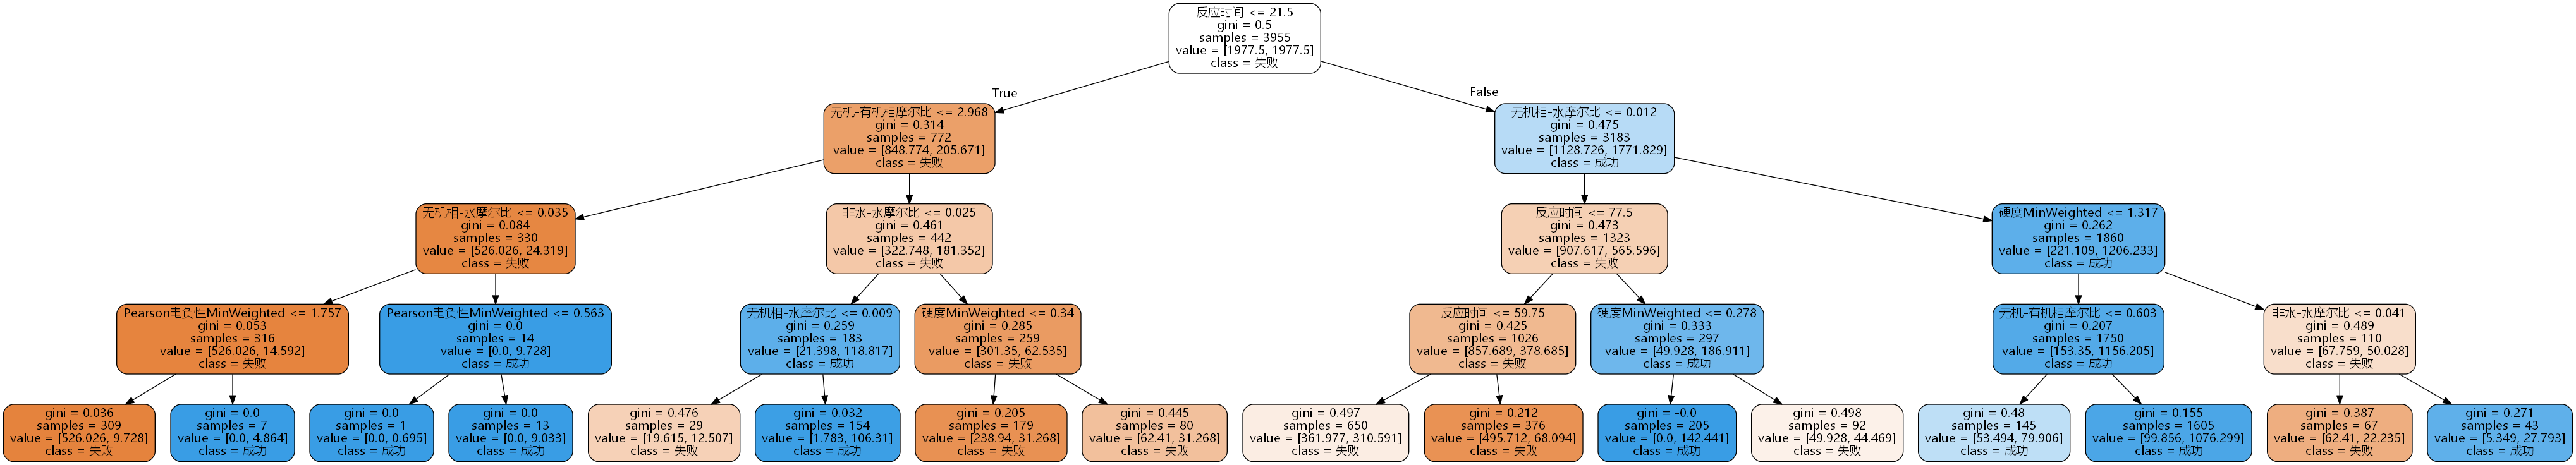 反应时间 <= 21.5
gini = 0.5
samples = 3955
value = [1977.5, 1977.5]
class = 失败
True
False
无机-有机相摩尔比 <= 2.968
gini = 0.314
samples = 772
value = [848.774, 205.671]
class = 失败
无机相-水摩尔比 <= 0.012
gini = 0.475
samples = 3183
value = [1128.726, 1771.829]
class = 成功
无机相-水摩尔比 <= 0.035
gini = 0.084
samples = 330
value = [526.026, 24.319]
class = 失败
非水-水摩尔比 <= 0.025
gini = 0.461
samples = 442
value = [322.748, 181.352]
class = 失败
反应时间 <= 77.5
gini = 0.473
samples = 1323
value = [907.617, 565.596]
class = 失败
硬度MinWeighted <= 1.317
gini = 0.262
samples = 1860
value = [221.109, 1206.233]
class = 成功
Pearson电负性MinWeighted <= 1.757
gini = 0.053
samples = 316
value = [526.026, 14.592]
class = 失败
Pearson电负性MinWeighted <= 0.563
gini = 0.0
samples = 14
value = [0.0, 9.728]
class = 成功
无机相-水摩尔比 <= 0.009
gini = 0.259
samples = 183
value = [21.398, 118.817]
class = 成功
硬度MinWeighted <= 0.34
gini = 0.285
samples = 259
value = [301.35, 62.535]
class = 失败
反应时间 <= 59.75
gini = 0.425
samples = 1026
value = [857.689, 378.685]
class = 失败
硬度MinWeighted <= 0.278
gini = 0.333
samples = 297
value = [49.928, 186.911]
class = 成功
无机-有机相摩尔比 <= 0.603
gini = 0.207
samples = 1750
value = [153.35, 1156.205]
class = 成功
非水-水摩尔比 <= 0.041
gini = 0.489
samples = 110
value = [67.759, 50.028]
class = 失败
gini = 0.036
samples = 309
value = [526.026, 9.728]
class = 失败
gini = 0.0
samples = 7
value = [0.0, 4.864]
class = 成功
gini = 0.0
samples = 1
value = [0.0, 0.695]
class = 成功
gini = 0.0
samples = 13
value = [0.0, 9.033]
class = 成功
gini = 0.476
samples = 29
value = [19.615, 12.507]
class = 失败
gini = 0.032
samples = 154
value = [1.783, 106.31]
class = 成功
gini = 0.205
samples = 179
value = [238.94, 31.268]
class = 失败
gini = 0.445
samples = 80
value = [62.41, 31.268]
class = 失败
gini = 0.497
samples = 650
value = [361.977, 310.591]
class = 失败
gini = 0.212
samples = 376
value = [495.712, 68.094]
class = 失败
gini = -0.0
samples = 205
value = [0.0, 142.441]
class = 成功
gini = 0.498
samples = 92
value = [49.928, 44.469]
class = 失败
gini = 0.48
samples = 145
value = [53.494, 79.906]
class = 成功
gini = 0.155
samples = 1605
value = [99.856, 1076.299]
class = 成功
gini = 0.387
samples = 67
value = [62.41, 22.235]
class = 失败
gini = 0.271
samples = 43
value = [5.349, 27.793]
class = 成功